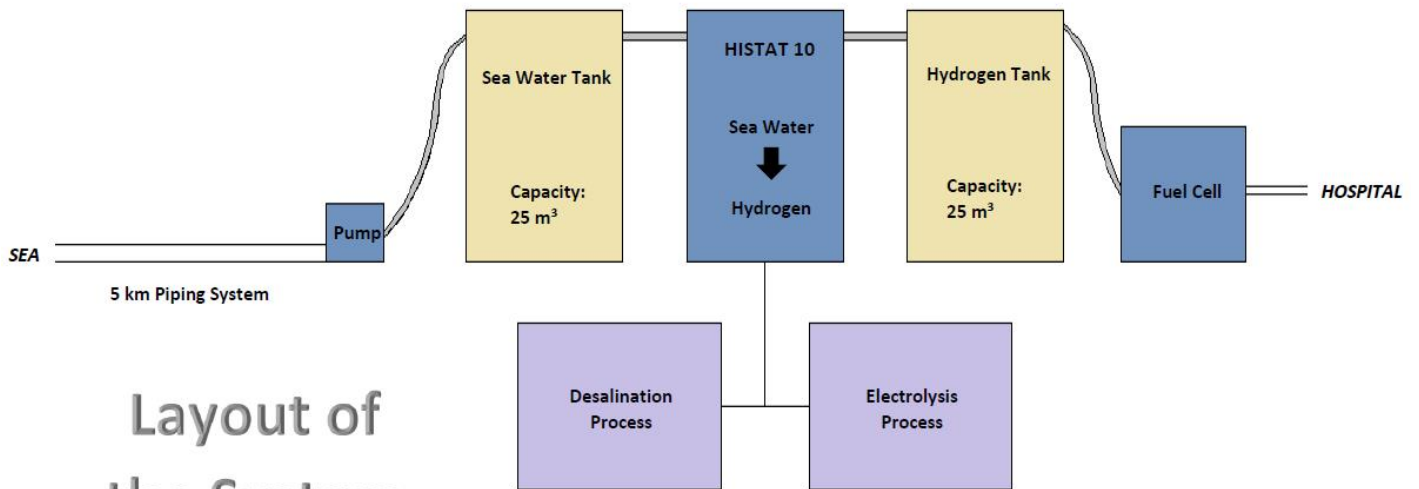 HISTAT 10
Sea Water Tank
Hydrogen Tank
Sea Water
Hydrogen
Capacity:
25 m³
Capacity:
25 m³
Fuel Cell
HOSPITAL
Pump
SEA
5 km Piping System
Desalination
Process
Electrolysis
Process
Layout of